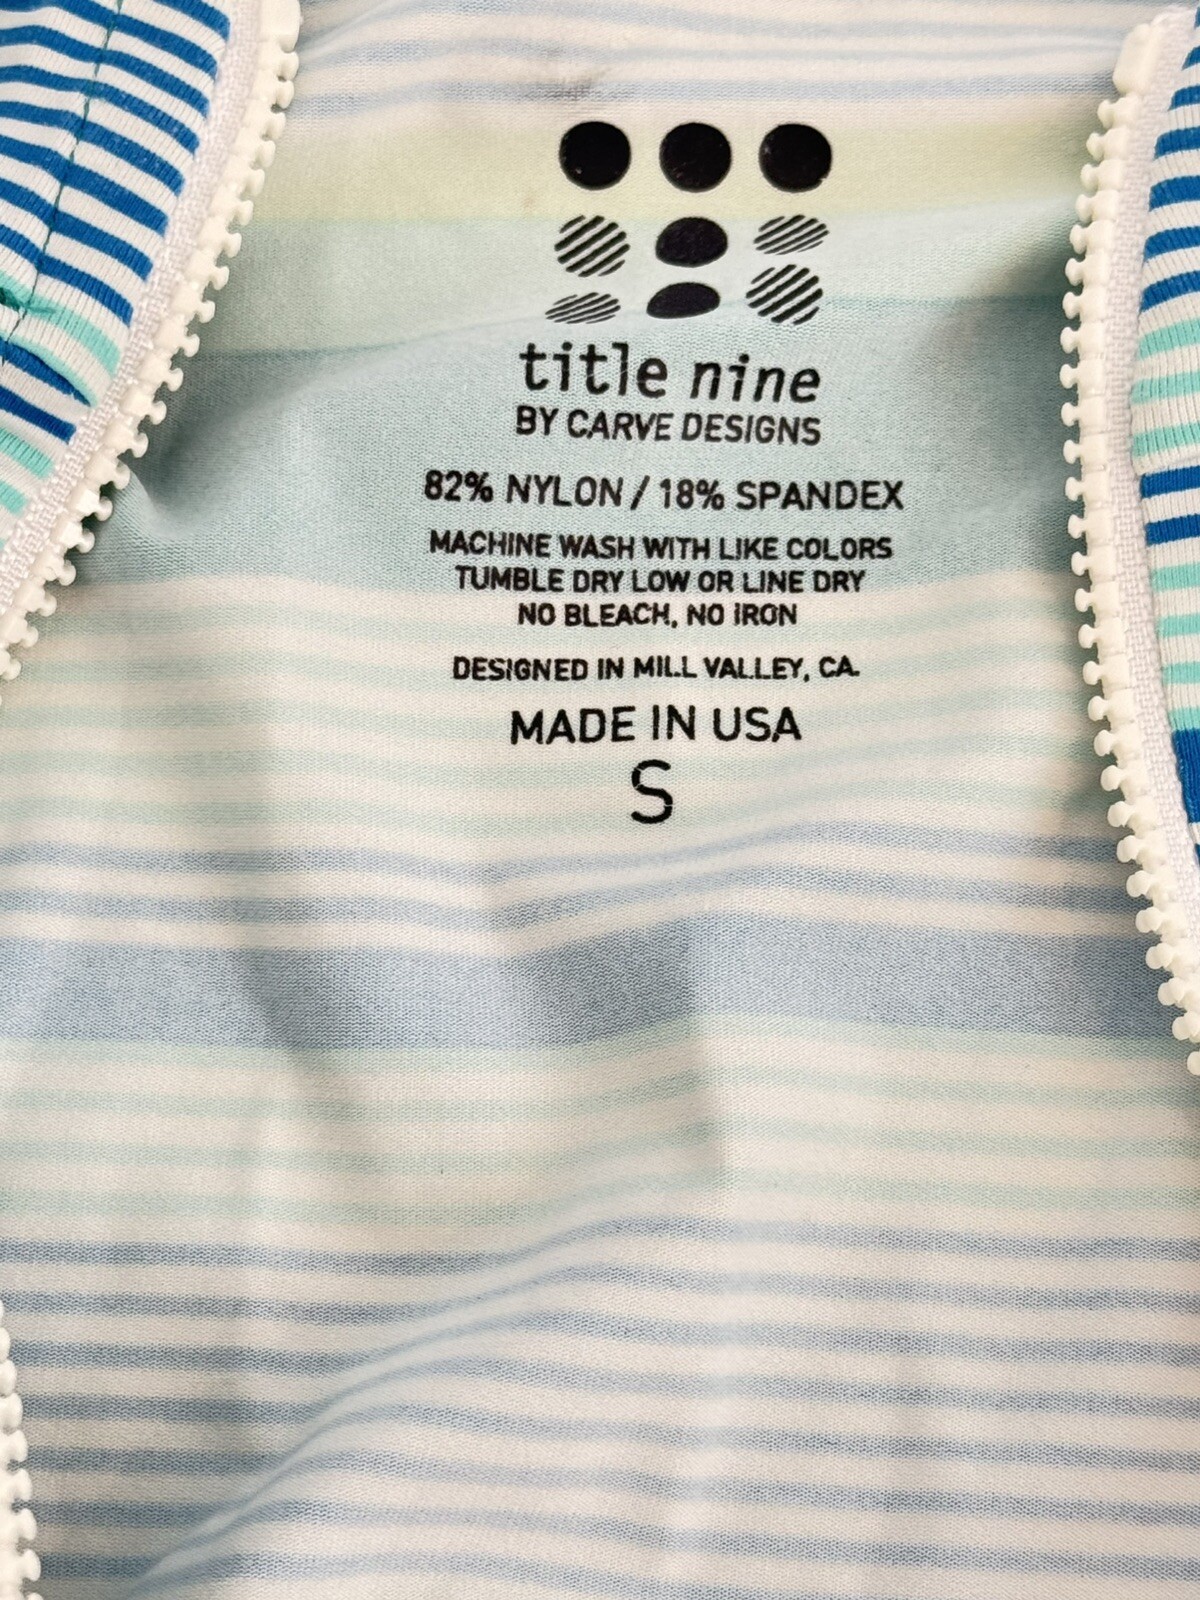 title nine
BY CARVE DESIGNS
82% NYLON / 18% SPANDEX
MACHINE WASH WITH LIKE COLORS
TUMBLE DRY LOW OR LINE DRY
NO BLEACH, NO IRON
DESIGNED IN MILL VALLEY, CA.
MADE IN USA
S